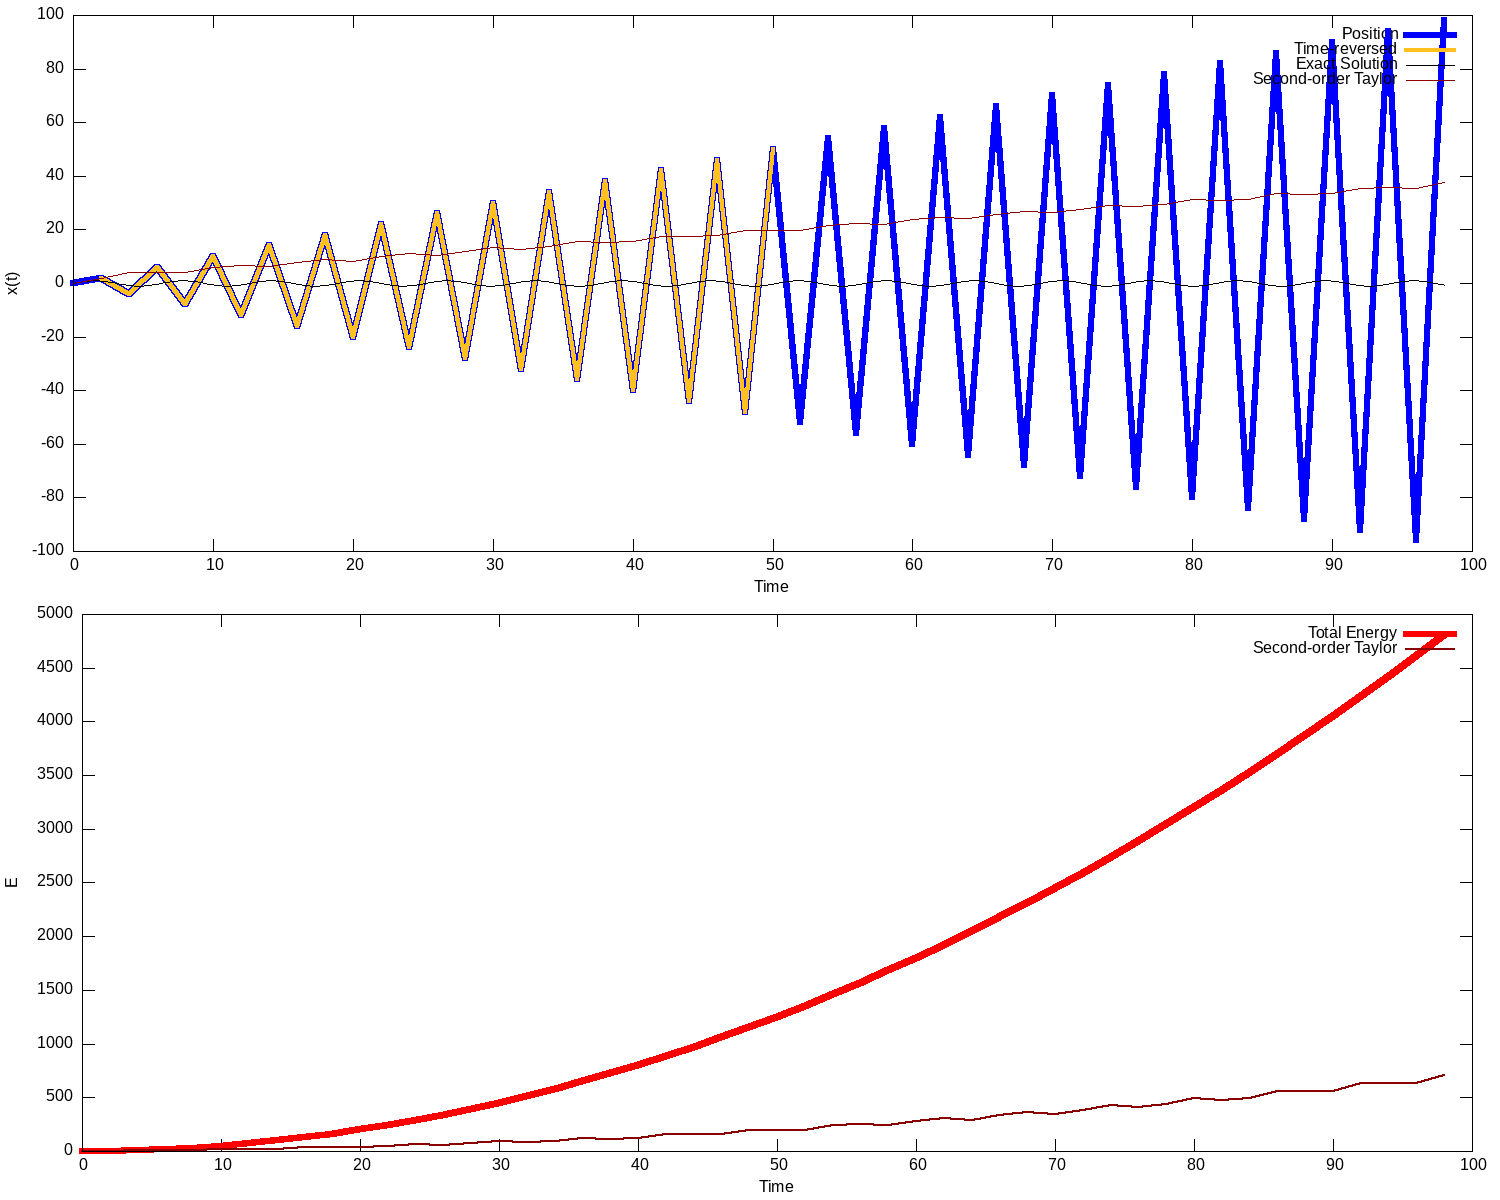 100
80
60
40
20
0
-20
-40
-60
-80
-100
x(t)
Position
Time reversed
Exact Solution
Second-order Taylor
0 10 20 30 40 50 60 70 80 90 100
Time
5000
4500
4000
3500
3000
2500
2000
1500
1000
500
0
E
Total Energy
Second-order Taylor
0 10 20 30 40 50 60 70 80 90 100
Time